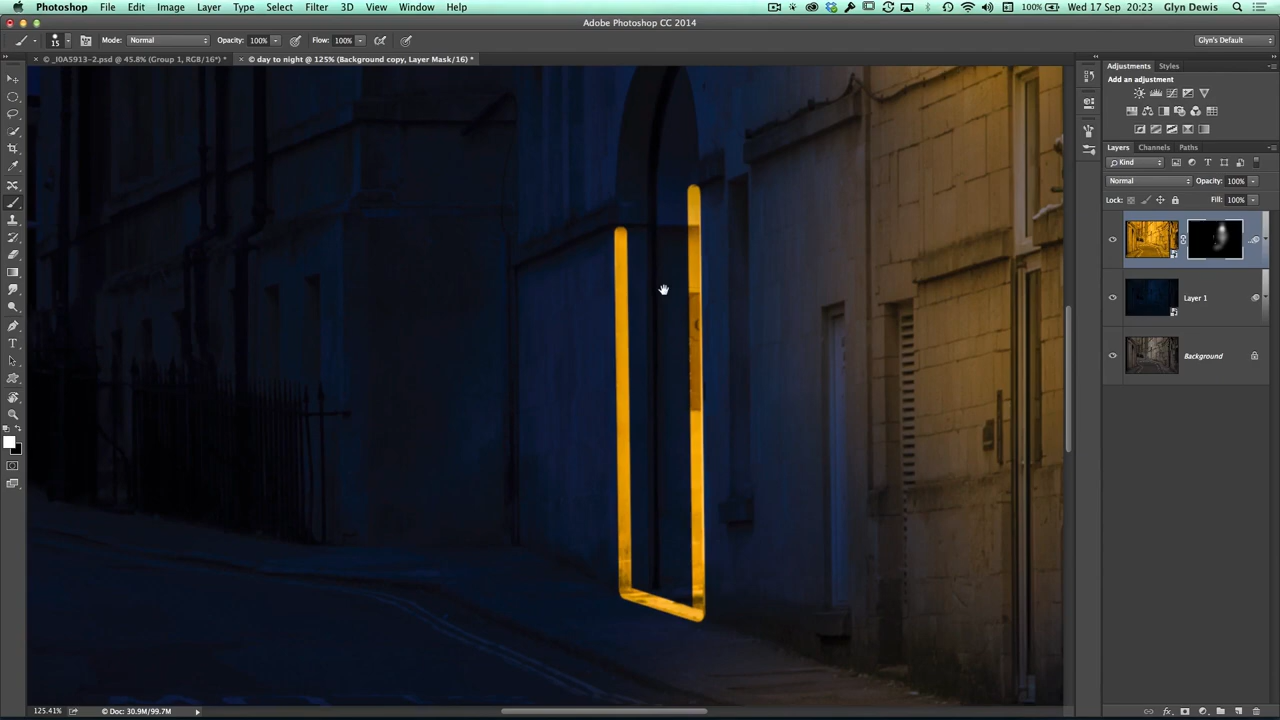 Photoshop File Edit Image Layer Type Select Filter 3D View Window Help
100% Wed 17 Sep 20:23 Glyn Dewis
Adobe Photoshop CC 2014
15 Mode: Normal Opacity: 100% Flow: 100% Glyn's Default
× _I0A5913-2.psd @ 45.8% (Group 1, RGB/16*) * × © day to night @ 125% (Background copy, Layer Mask/16) *
Adjustments Styles
Add an adjustment
Layers Channels Paths
Kind
Normal Opacity: 100%
Lock: Fill: 100%
Layer 1
Background
125.41% © Doc: 30.9M/99.7M